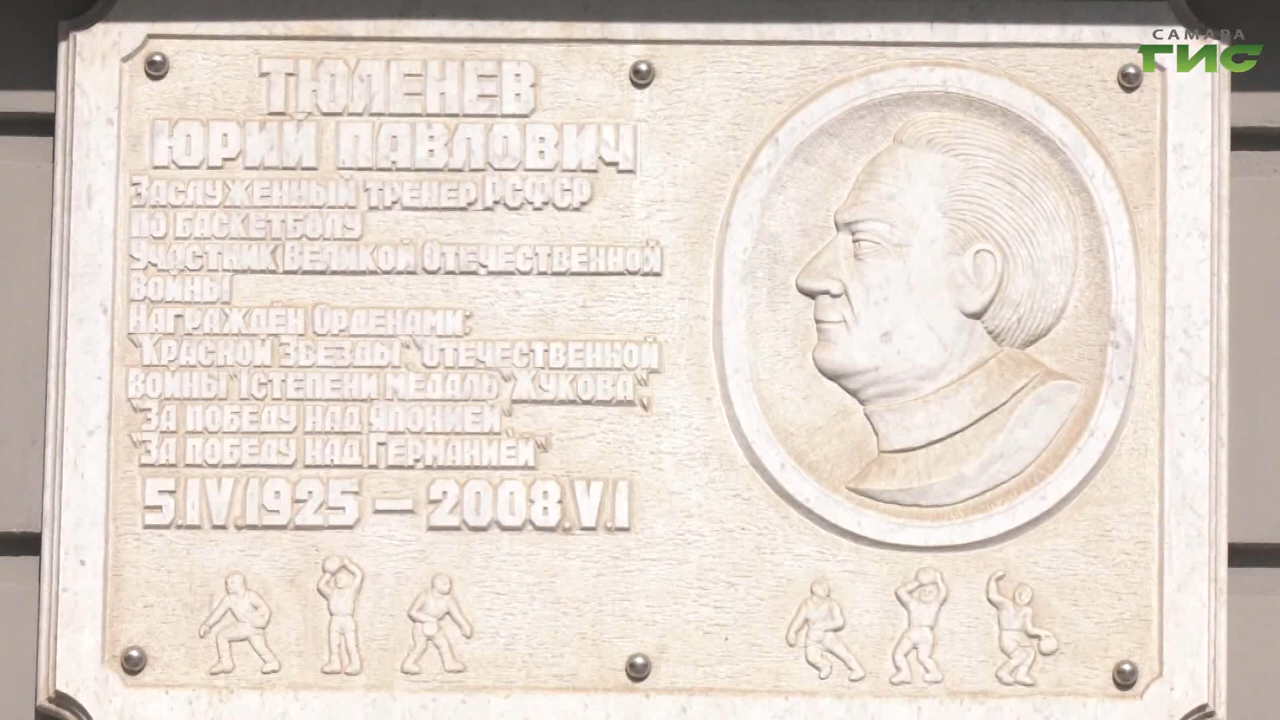 ТЮЛЕНЕВ
ЮРИЙ ПАВЛОВИЧ
ЗАСЛУЖЕННЫЙ ТРЕНЕР РСФСР
ПО БАСКЕТБОЛУ
УЧАСТНИК ВЕЛИКОЙ ОТЕЧЕСТВЕННОЙ
ВОЙНЫ
НАГРАЖДЁН ОРДЕНАМИ:
"КРАСНОЙ ЗВЕЗДЫ" ОТЕЧЕСТВЕННОЙ
ВОЙНЫ" I СТЕПЕНИ МЕДАЛЬ "ЖУКОВА"
"ЗА ПОБЕДУ НАД ЯПОНИЕЙ"
"ЗА ПОБЕДУ НАД ГЕРМАНИЕЙ"
5.IV.1925 – 2008.V.1
САМАРА
ГИС